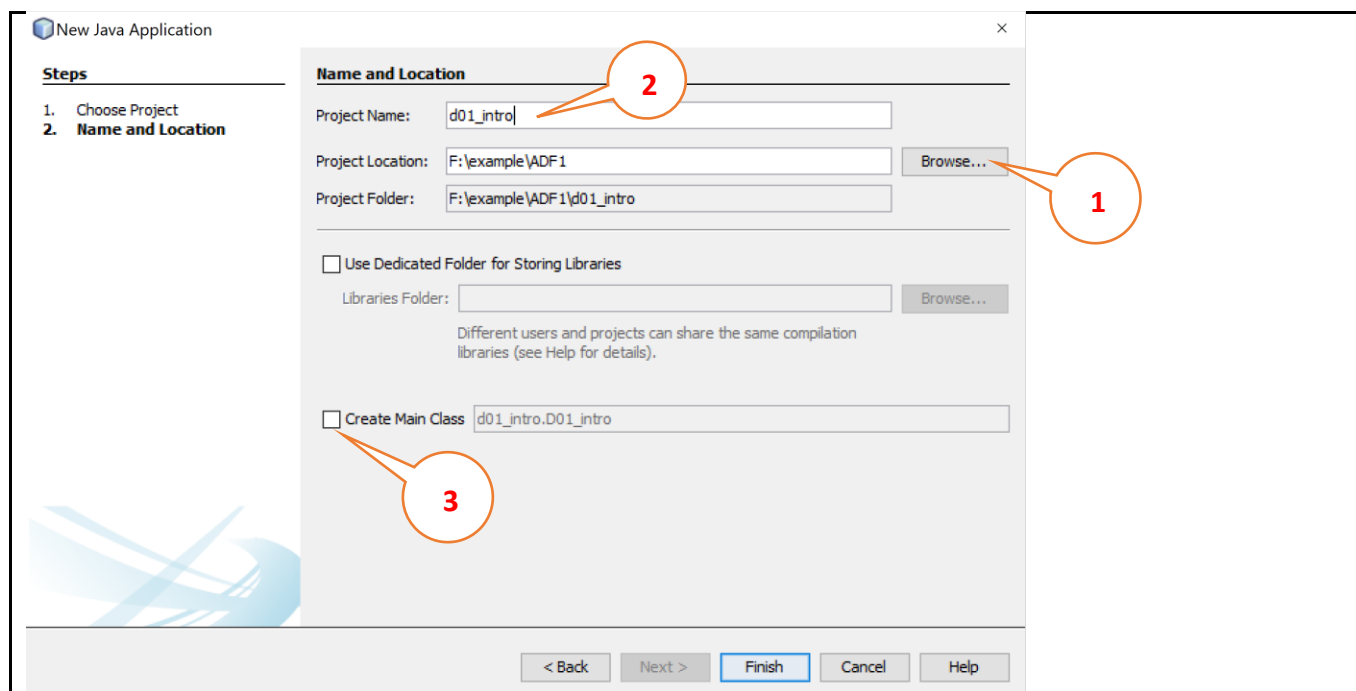 New Java Application
Steps
1. Choose Project
2. Name and Location
Name and Location
2
Project Name: d01_intro
Project Location: F:\example\ADF1 Browse...
Project Folder: F:\example\ADF1\d01_intro
1
Use Dedicated Folder for Storing Libraries
Libraries Folder: Browse...
Different users and projects can share the same compilation
libraries (see Help for details).
Create Main Class d01_intro.D01_intro
3
< Back Next > Finish Cancel Help